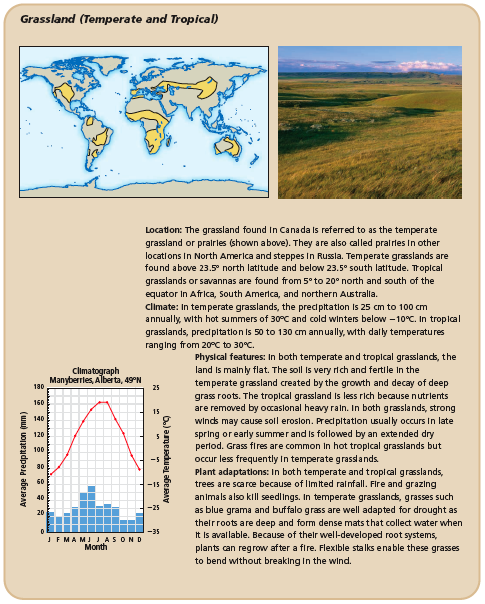 Grassland (Temperate and Tropical)
Location: The grassland found in Canada is referred to as the temperate
grassland or prairies (shown above). They are also called prairies in other
locations in North America and steppes in Russia. Temperate grasslands are
found above 23.5° north latitude and below 23.5° south latitude. Tropical
grasslands or savannas are found from 5° to 20° north and south of the
equator in Africa, South America, and northern Australia.
Climate: In temperate grasslands, the precipitation is 25 cm to 100 cm
annually, with hot summers of 30°C and cold winters below −10°C. In tropical
grasslands, precipitation is 50 to 130 cm annually, with daily temperatures
ranging from 20°C to 30°C.
Physical features: In both temperate and tropical grasslands, the
land is mainly flat. The soil is very rich and fertile in the
temperate grassland created by the growth and decay of deep
grass roots. The tropical grassland is less rich because nutrients
are removed by occasional heavy rain. In both grasslands, strong
winds may cause soil erosion. Precipitation usually occurs in late
spring or early summer and is followed by an extended dry
period. Grass fires are common in hot tropical grasslands but
occur less frequently in temperate grasslands.
Plant adaptations: In both temperate and tropical grasslands,
trees are scarce because of limited rainfall. Fire and grazing
animals also kill seedlings. In temperate grasslands, grasses such
as blue grama and buffalo grass are well adapted for drought as
their roots are deep and form dense mats that collect water when
it is available. Because of their well-developed root systems,
plants can regrow after a fire. Flexible stalks enable these grasses
to bend without breaking in the wind.
Climatograph
Manyberries, Alberta, 49°N
Average Precipitation (mm)
180
160
140
120
100
80
60
40
20
0
25
15
5
−5
−15
−25
−35
Average Temperature (°C)
J F M A M J J A S O N D
Month